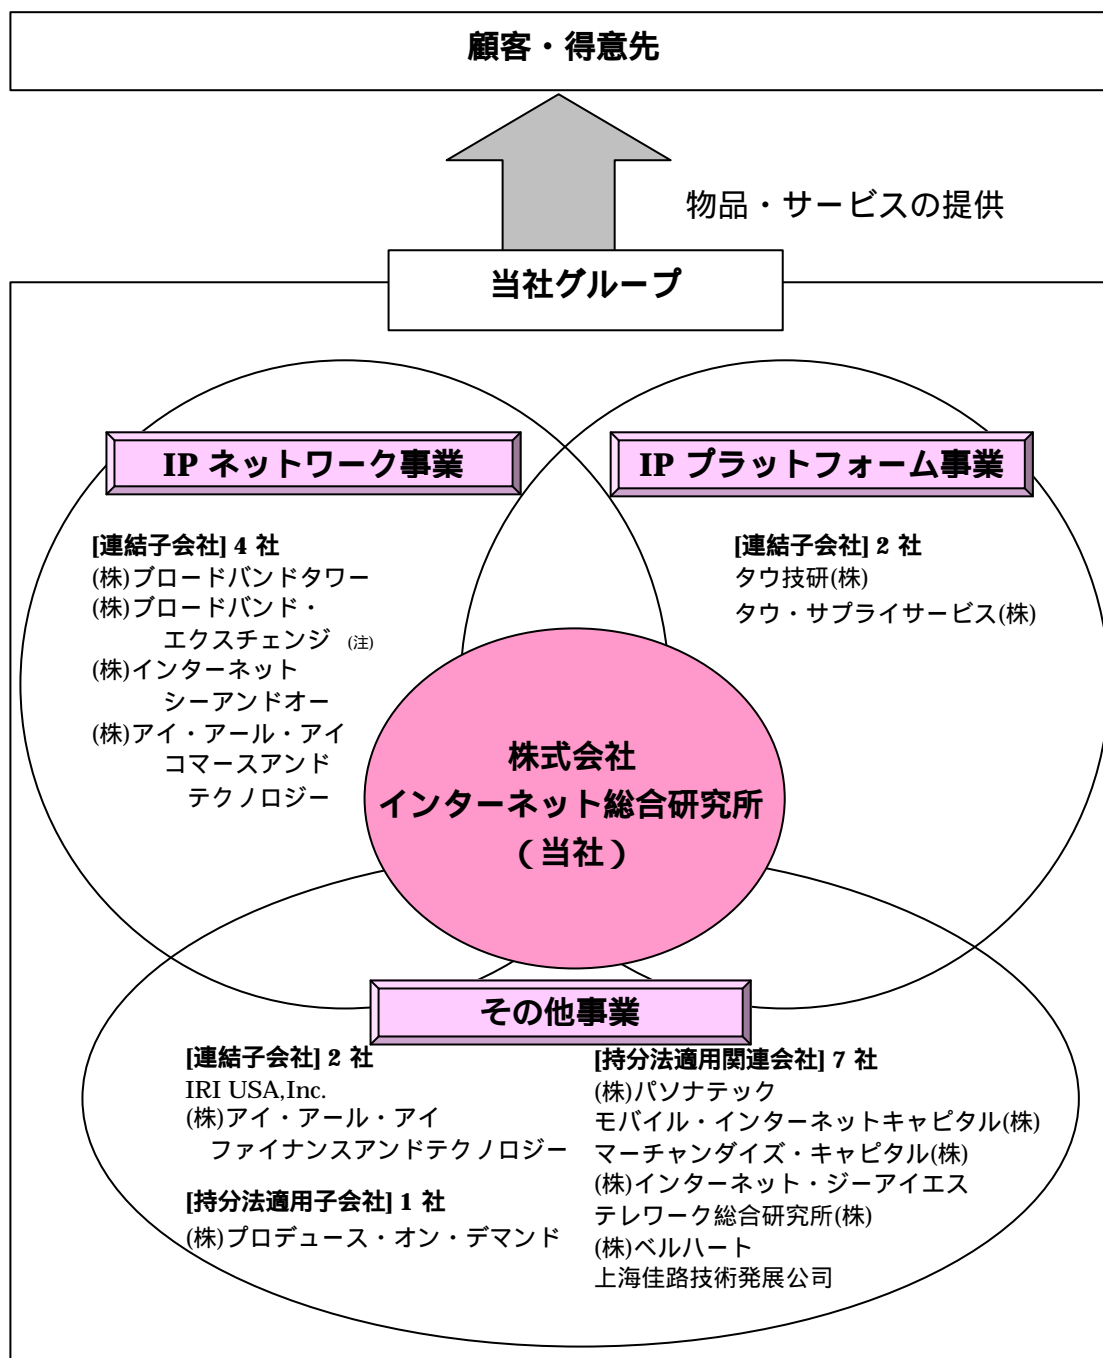 顧客・得意先
物品・サービスの提供
当社グループ
IP ネットワーク事業
[連結子会社] 4 社
(株)ブロードバンドタワー
(株)ブロードバンド・
エクスチェンジ (注)
(株)インターネット
シーアンドオー
(株)アイ・アール・アイ
コマースアンド
テクノロジー
IP プラットフォーム事業
[連結子会社] 2 社
タウ技研(株)
タウ・サプライサービス(株)
株式会社
インターネット総合研究所
(当社)
その他事業
[連結子会社] 2 社
IRI USA,Inc.
(株)アイ・アール・アイ
ファイナンスアンドテクノロジー
[持分法適用子会社] 1 社
(株)プロデュース・オン・デマンド
[持分法適用関連会社] 7 社
(株)パソナテック
モバイル・インターネットキャピタル(株)
マーチャンダイズ・キャピタル(株)
(株)インターネット・ジーアイエス
テレワーク総合研究所(株)
(株)ベルハート
上海佳路技術発展公司